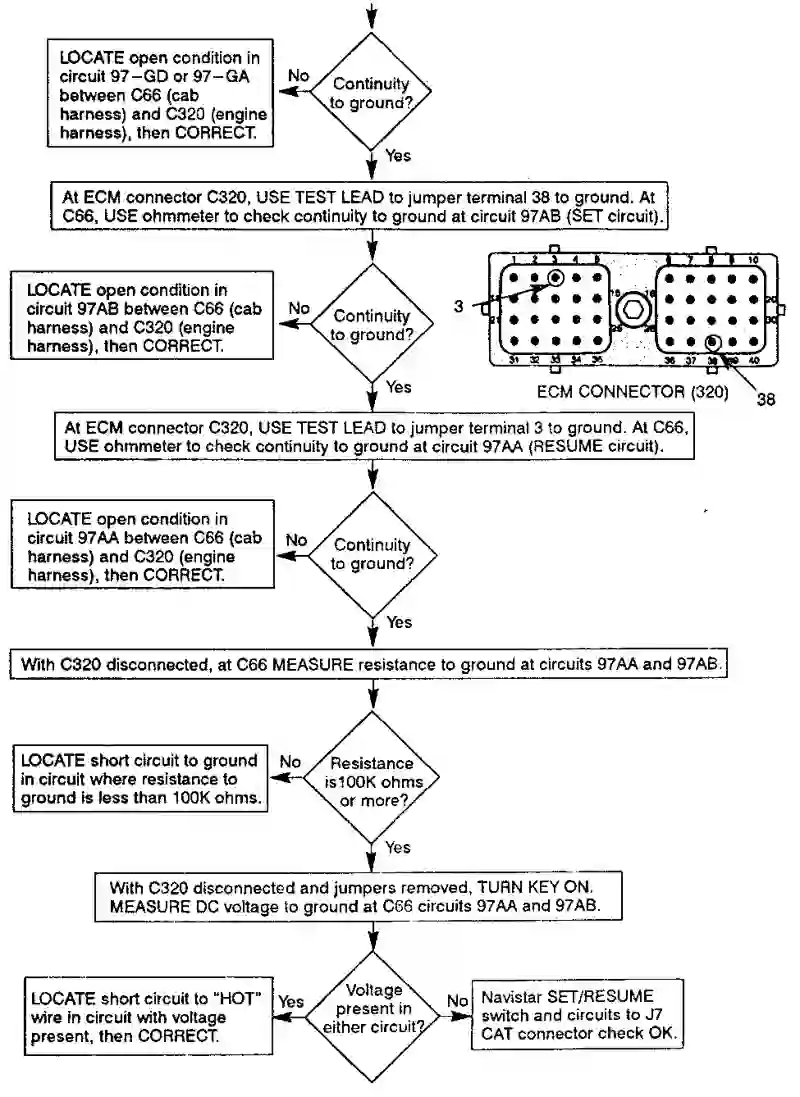 LOCATE open condition in
circuit 97-GD or 97-GA
between C66 (cab
harness) and C320 (engine
harness), then CORRECT.
No
Continuity
to ground?
Yes
At ECM connector C320, USE TEST LEAD to jumper terminal 38 to ground. At
C66, USE ohmmeter to check continuity to ground at circuit 97AB (SET circuit).
LOCATE open condition in
circuit 97AB between C66 (cab
harness) and C320 (engine
harness), then CORRECT.
No
Continuity
to ground?
Yes
1 2 3 4 5
6 7 8 9 10
3
15 16
20
21
25 26
30
31 32 33 34 35
36 37 38 39 40
ECM CONNECTOR (320)
38
At ECM connector C320, USE TEST LEAD to jumper terminal 3 to ground. At C66,
USE ohmmeter to check continuity to ground at circuit 97AA (RESUME circuit).
LOCATE open condition in
circuit 97AA between C66 (cab
harness) and C320 (engine
harness), then CORRECT.
No
Continuity
to ground?
Yes
With C320 disconnected, at C66 MEASURE resistance to ground at circuits 97AA and 97AB.
LOCATE short circuit to ground
in circuit where resistance to
ground is less than 100K ohms.
No
Resistance
is100K ohms
or more?
Yes
With C320 disconnected and jumpers removed, TURN KEY ON.
MEASURE DC voltage to ground at C66 circuits 97AA and 97AB.
LOCATE short circuit to "HOT"
wire in circuit with voltage
present, then CORRECT.
Yes
Voltage
present in
either circuit?
No
Navistar SET/RESUME
switch and circuits to J7
CAT connector check OK.